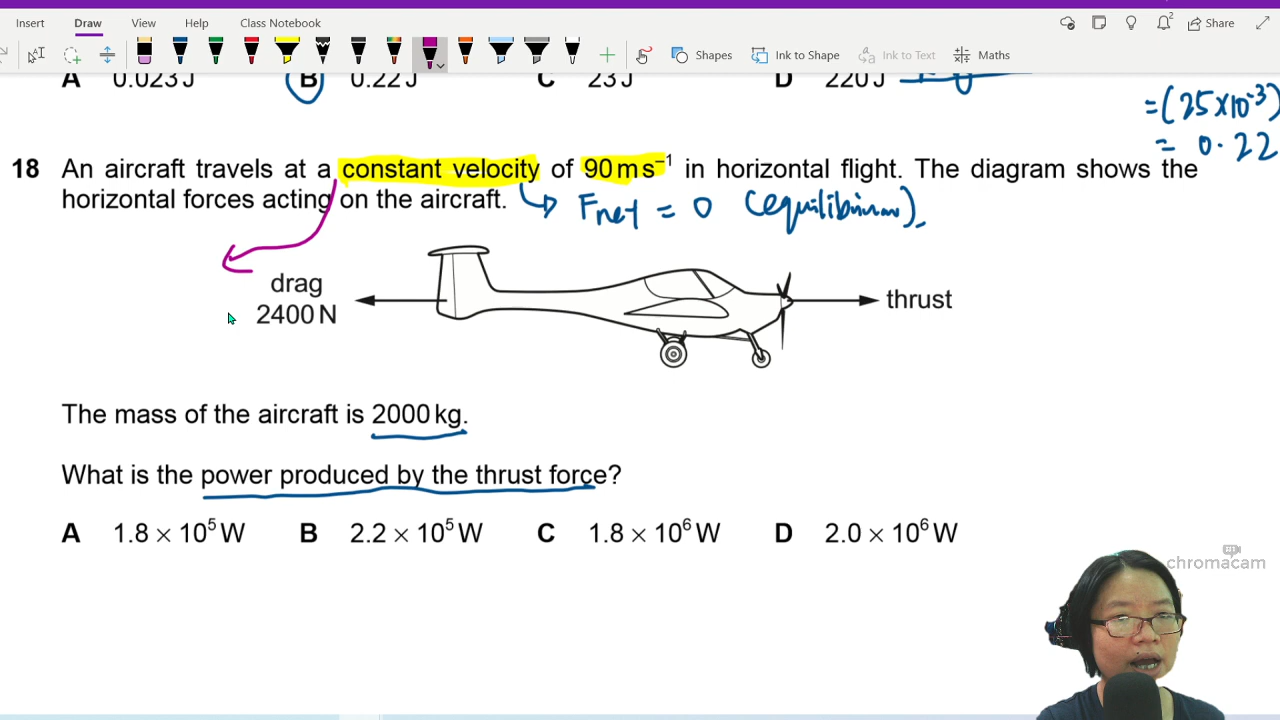 Insert Draw View Help Class Notebook
2 Share
Shapes Ink to Shape Ink to Text Maths
A 0.023 J B 0.22 J C 23 J D 220 J
=(25×10⁻³)
= 0.22
18 An aircraft travels at a constant velocity of 90 m s⁻¹ in horizontal flight. The diagram shows the
horizontal forces acting on the aircraft.
Fnet = 0 (equilibrium).
drag
2400 N
thrust
The mass of the aircraft is 2000 kg.
What is the power produced by the thrust force?
A 1.8 × 10⁵ W B 2.2 × 10⁵ W C 1.8 × 10⁶ W D 2.0 × 10⁶ W
chromacam